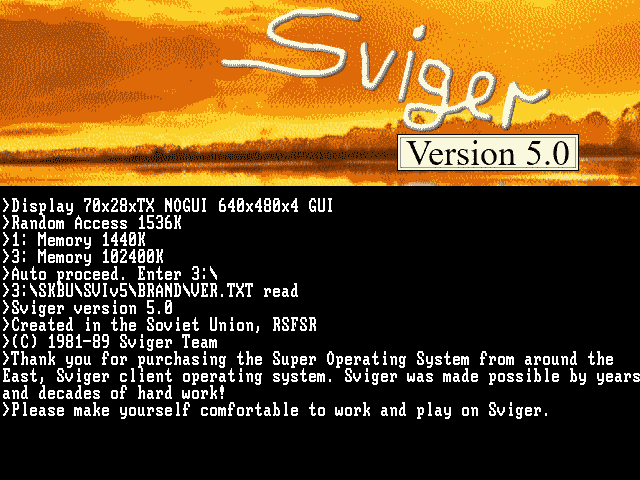 Sviger
Version 5.0
>Display 70x28xTX NOGUI 640x480x4 GUI
>Random Access 1536K
>1: Memory 1440K
>3: Memory 102400K
>Auto proceed. Enter 3:\
>3:\SKBU\SVIv5\BRAND\VER.TXT read
>Sviger version 5.0
>Created in the Soviet Union, RSFSR
>(C) 1981-89 Sviger Team
>Thank you for purchasing the Super Operating System from around the
East, Sviger client operating system. Sviger was made possible by years
and decades of hard work!
>Please make yourself comfortable to work and play on Sviger.